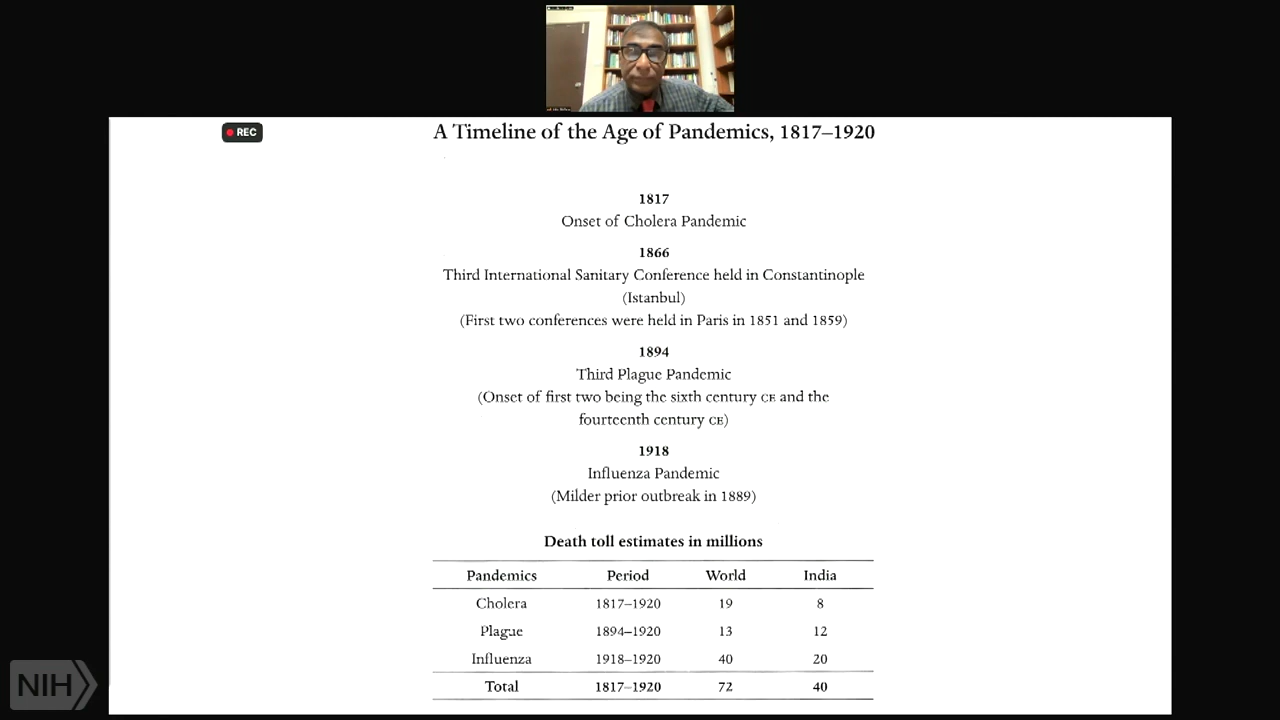 A Timeline of the Age of Pandemics, 1817–1920
REC
1817
Onset of Cholera Pandemic
1866
Third International Sanitary Conference held in Constantinople
(Istanbul)
(First two conferences were held in Paris in 1851 and 1859)
1894
Third Plague Pandemic
(Onset of first two being the sixth century CE and the
fourteenth century CE)
1918
Influenza Pandemic
(Milder prior outbreak in 1889)
Death toll estimates in millions
Pandemics Period World India
Cholera 1817–1920 19 8
Plague 1894–1920 13 12
Influenza 1918–1920 40 20
Total 1817–1920 72 40
NIH